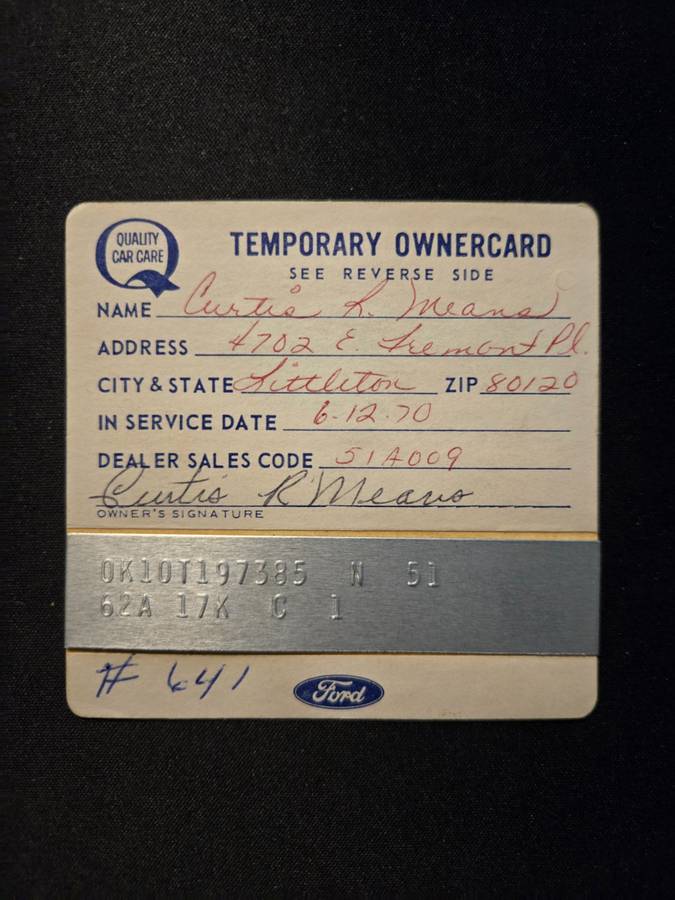 QUALITY
CAR CARE
TEMPORARY OWNERCARD
SEE REVERSE SIDE
NAME Curtis R. Means
ADDRESS 4702 E. Fremont Pl.
CITY & STATE Littleton ZIP 80120
IN SERVICE DATE 6-12-70
DEALER SALES CODE 51A009
Curtis R Means
OWNER'S SIGNATURE
0K10T197385 N 51
62A 17K C 1
# 641
Ford